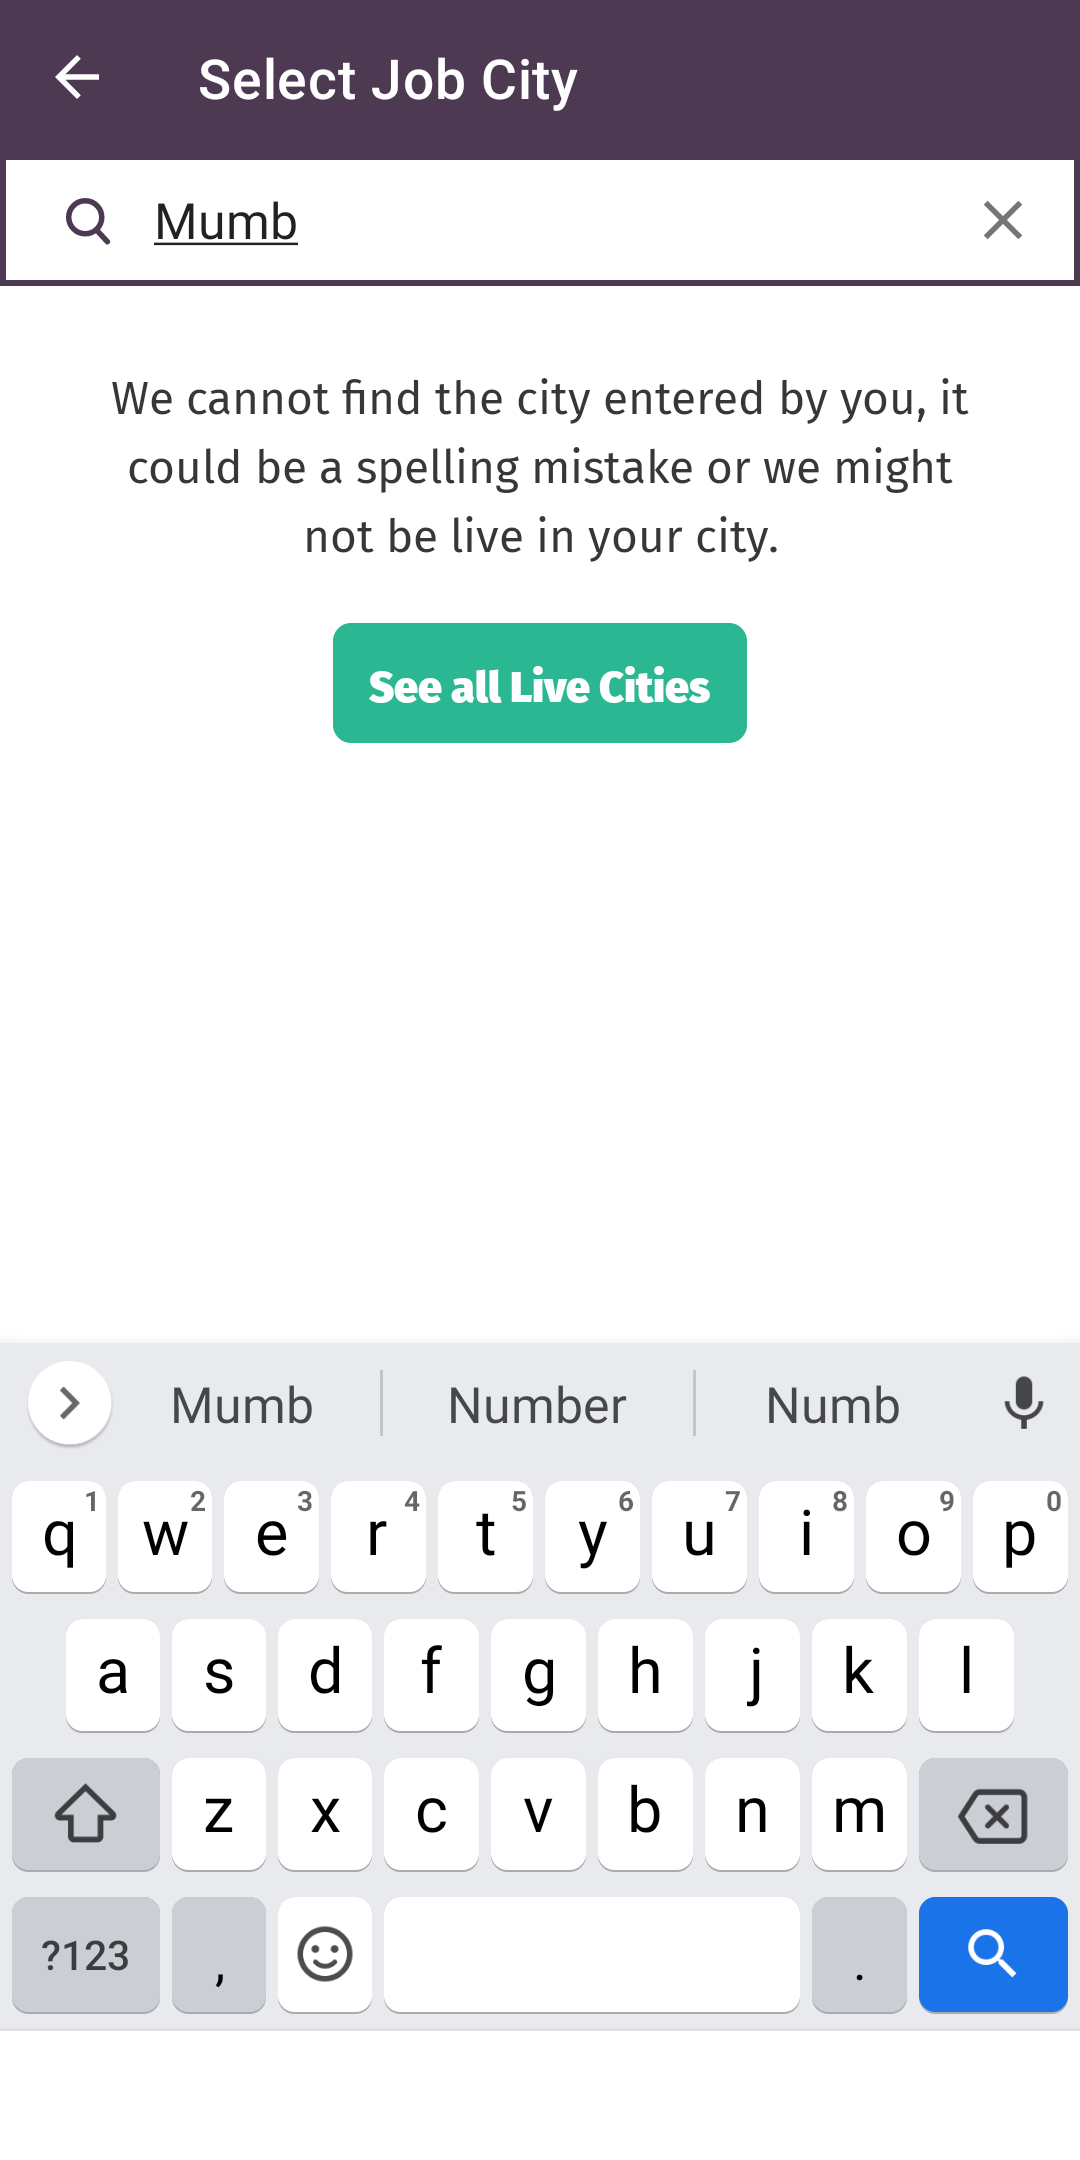 Select Job City
Mumb
We cannot find the city entered by you, it
could be a spelling mistake or we might
not be live in your city.
See all Live Cities
Mumb Number Numb
q 1 w 2 e 3 r 4 t 5 y 6 u 7 i 8 o 9 p 0
a s d f g h j k l
z x c v b n m
?123 , .